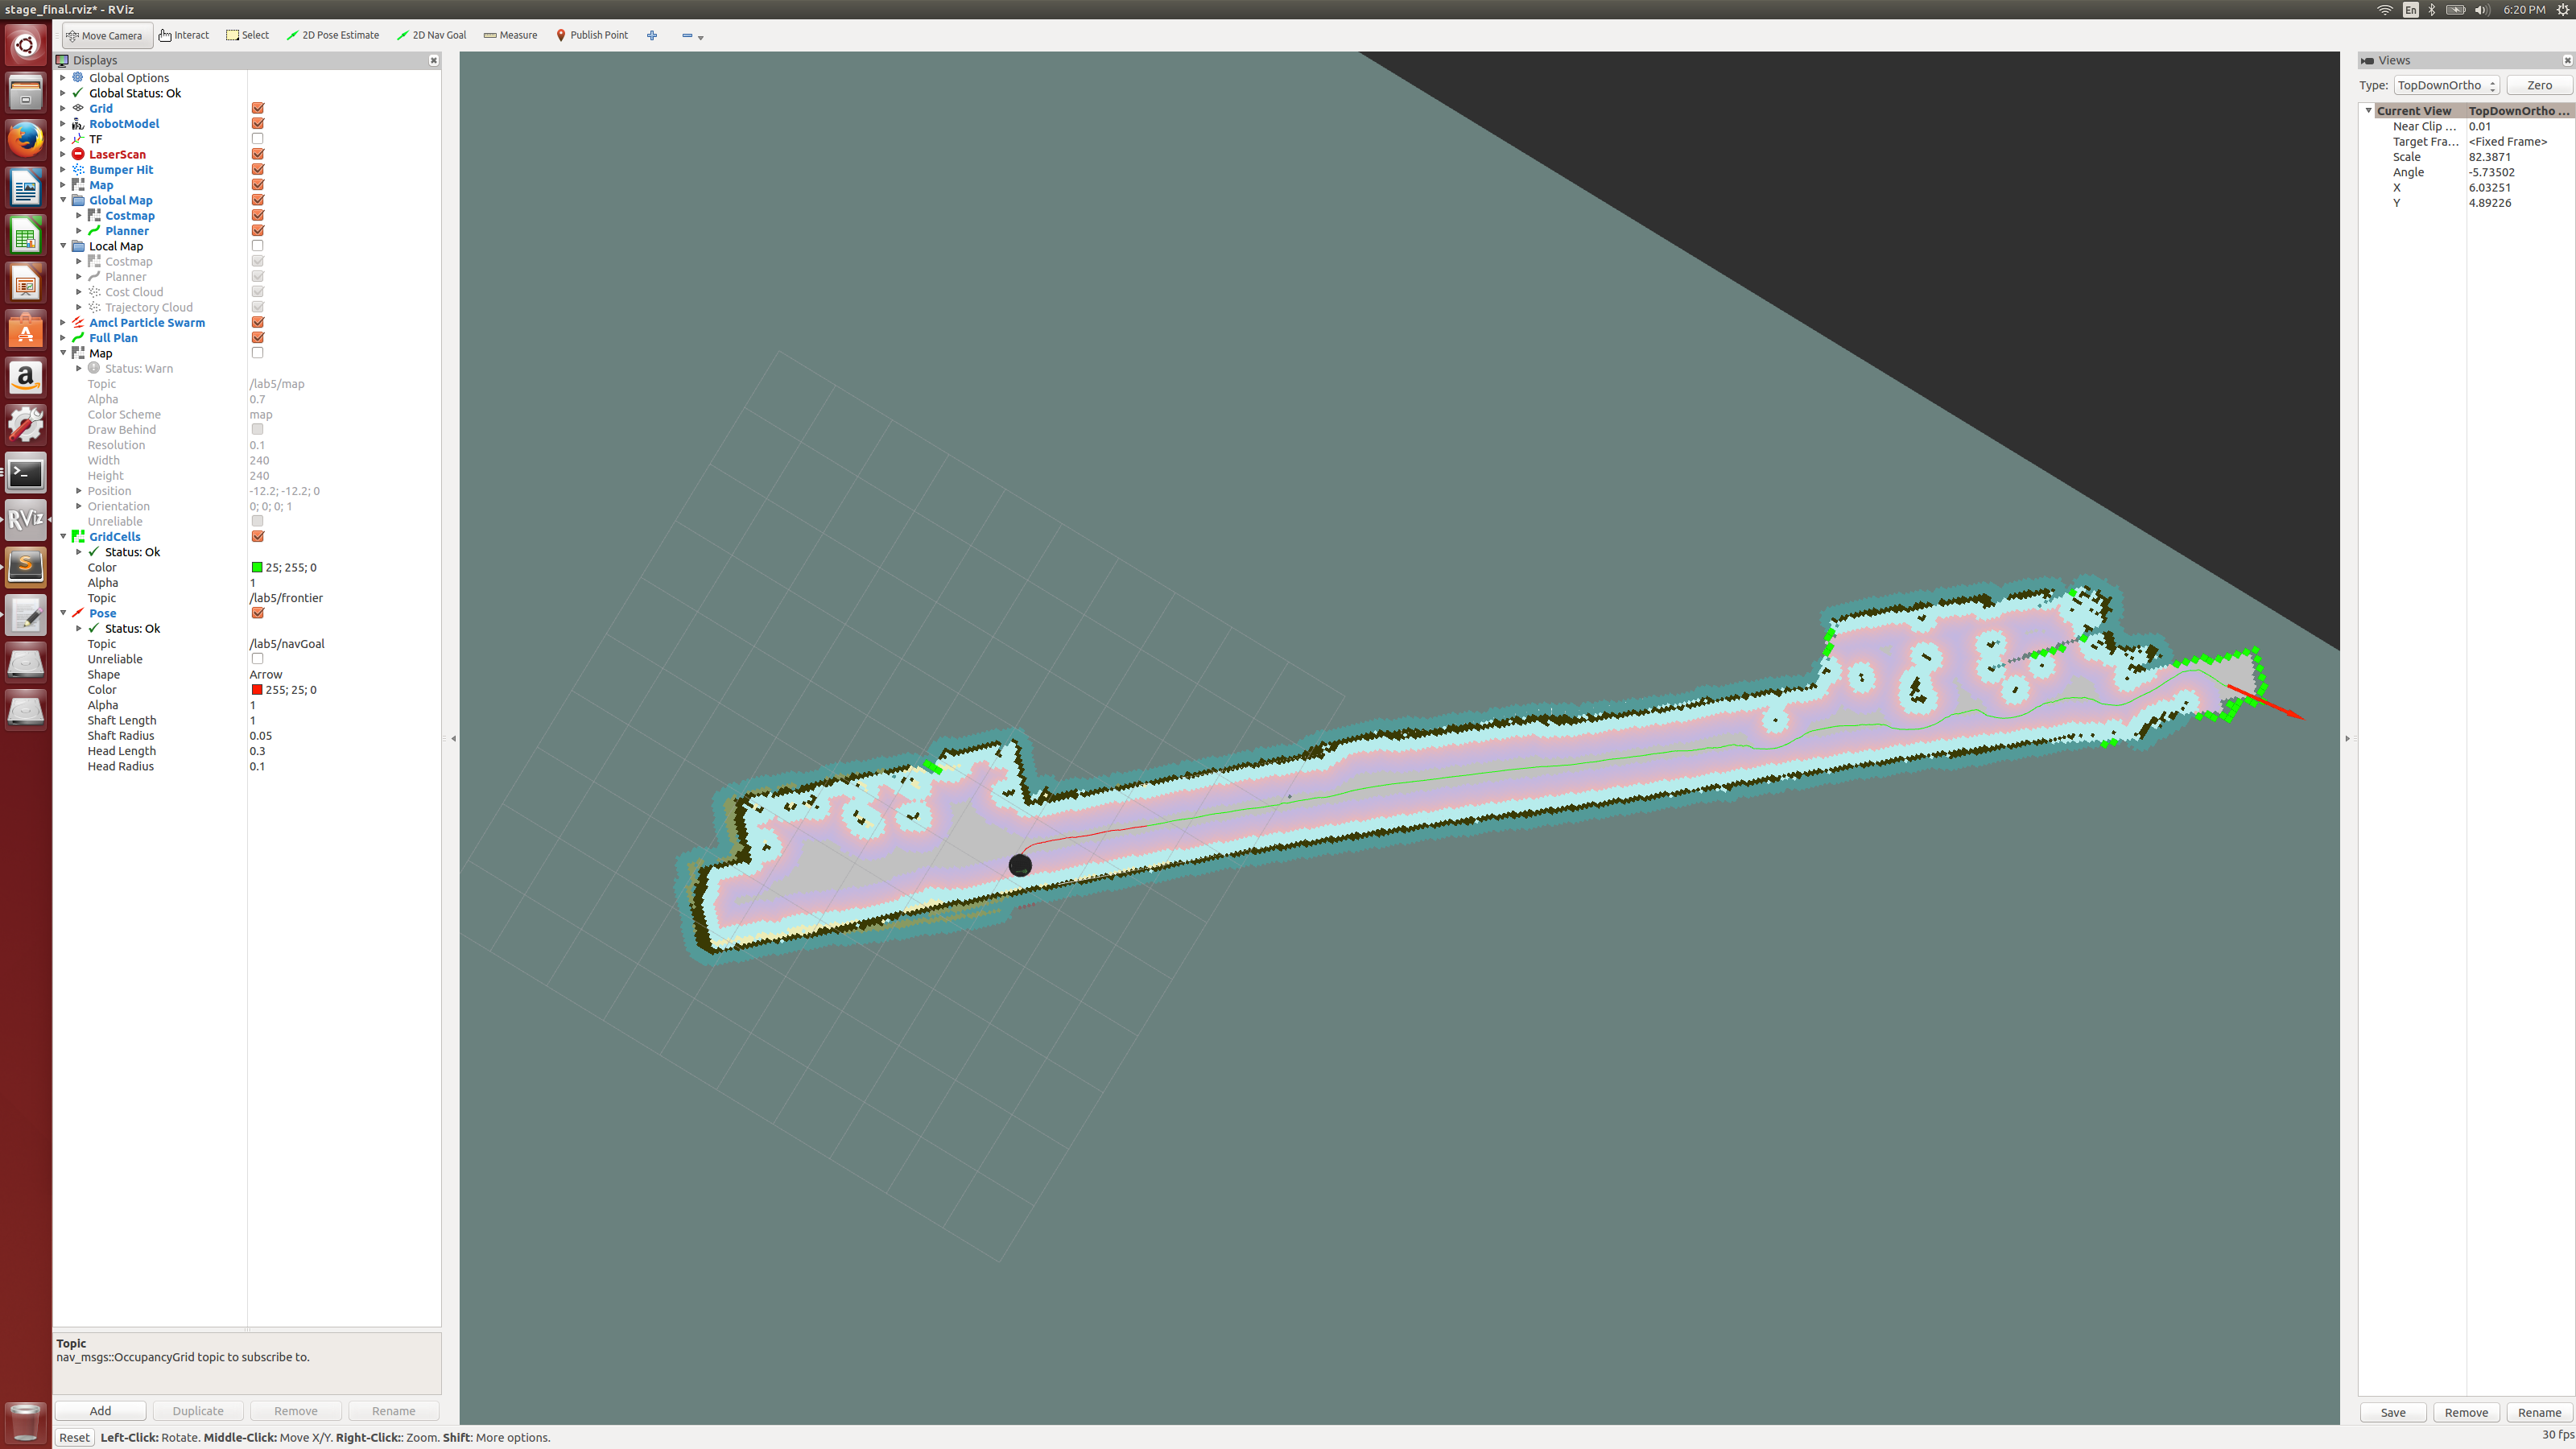 stage_final.rviz* - RViz
En
6:20 PM
Move Camera
Interact
Select
2D Pose Estimate
2D Nav Goal
Measure
Publish Point
Displays
Global Options
Global Status: Ok
Grid
RobotModel
TF
LaserScan
Bumper Hit
Map
Global Map
Costmap
Planner
Local Map
Costmap
Planner
Cost Cloud
Trajectory Cloud
Amcl Particle Swarm
Full Plan
Map
Status: Warn
Topic /lab5/map
Alpha 0.7
Color Scheme map
Draw Behind
Resolution 0.1
Width 240
Height 240
Position -12.2; -12.2; 0
Orientation 0; 0; 0; 1
Unreliable
GridCells
Status: Ok
Color 25; 255; 0
Alpha 1
Topic /lab5/frontier
Pose
Status: Ok
Topic /lab5/navGoal
Unreliable
Shape Arrow
Color 255; 25; 0
Alpha 1
Shaft Length 1
Shaft Radius 0.05
Head Length 0.3
Head Radius 0.1
Topic
nav_msgs::OccupancyGrid topic to subscribe to.
Add Duplicate Remove Rename
Reset Left-Click: Rotate. Middle-Click: Move X/Y. Right-Click:: Zoom. Shift: More options.
Views
Type: TopDownOrtho Zero
Current View TopDownOrtho ...
Near Clip ... 0.01
Target Fra... <Fixed Frame>
Scale 82.3871
Angle -5.73502
X 6.03251
Y 4.89226
Save Remove Rename
30 fps
a
>_
RViz
S